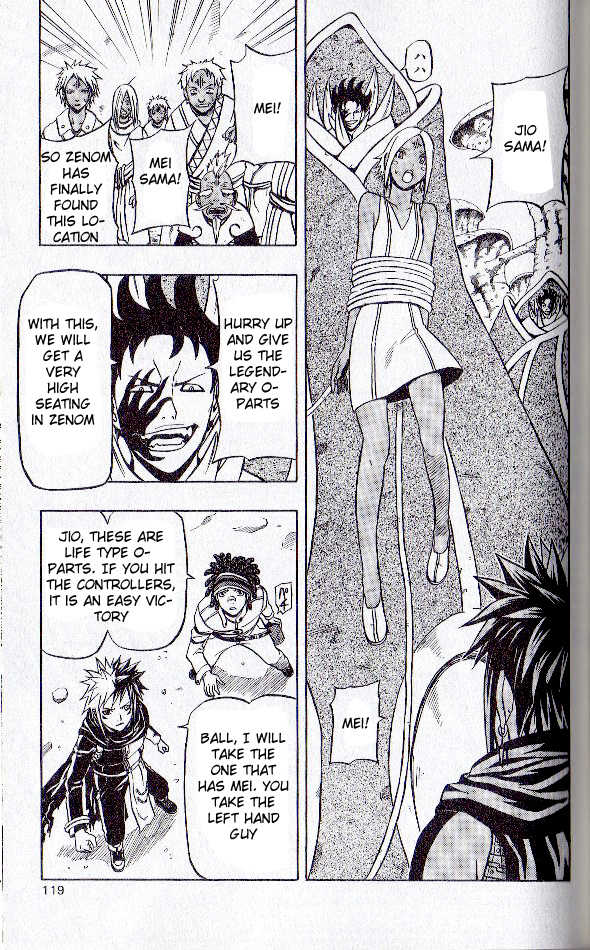 JIO
SAMA!
ハハ
MEI!
MEI!
MEI
SAMA!
SO ZENOM
HAS
FINALLY
FOUND
THIS LO-
CATION
HURRY UP
AND GIVE
US THE
LEGEND-
ARY O-
PARTS
WITH THIS,
WE WILL
GET A
VERY
HIGH
SEATING
IN ZENOM
JIO, THESE ARE
LIFE TYPE O-
PARTS. IF YOU HIT
THE CONTROLLERS,
IT IS AN EASY VIC-
TORY
BALL, I WILL
TAKE THE
ONE THAT
HAS MEI. YOU
TAKE THE
LEFT HAND
GUY
119